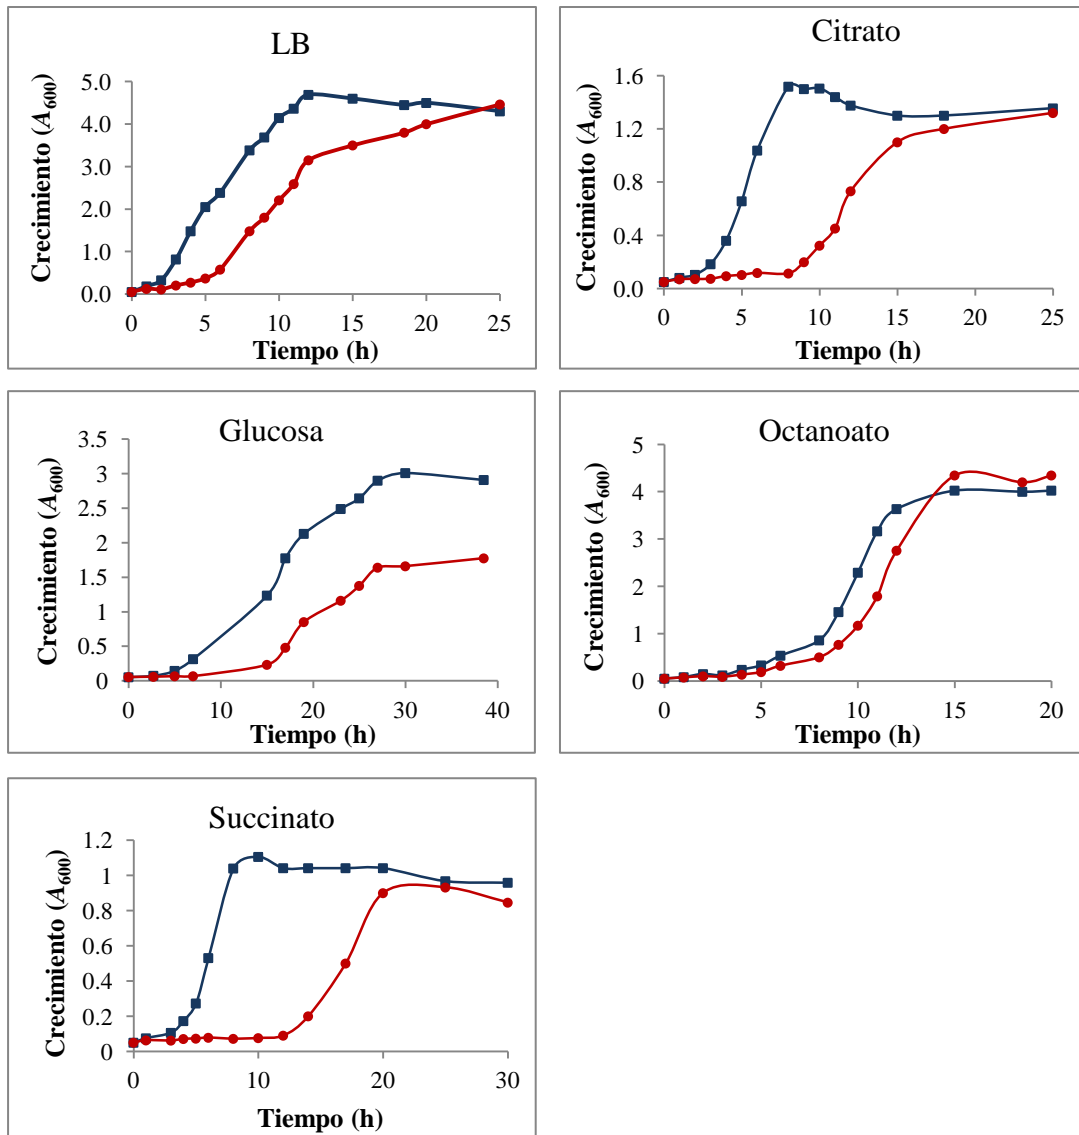 LB
Crecimiento (A600)
5.0
4.0
3.0
2.0
1.0
0.0
0 5 10 15 20 25
Tiempo (h)
Citrato
Crecimiento (A600)
1.6
1.2
0.8
0.4
0.0
0 5 10 15 20 25
Tiempo (h)
Glucosa
Crecimiento (A600)
3.5
3
2.5
2
1.5
1
0.5
0
0 10 20 30 40
Tiempo (h)
Octanoato
Crecimiento (A600)
5
4
3
2
1
0
0 5 10 15 20
Tiempo (h)
Succinato
Crecimiento (A600)
1.2
1
0.8
0.6
0.4
0.2
0
0 10 20 30
Tiempo (h)